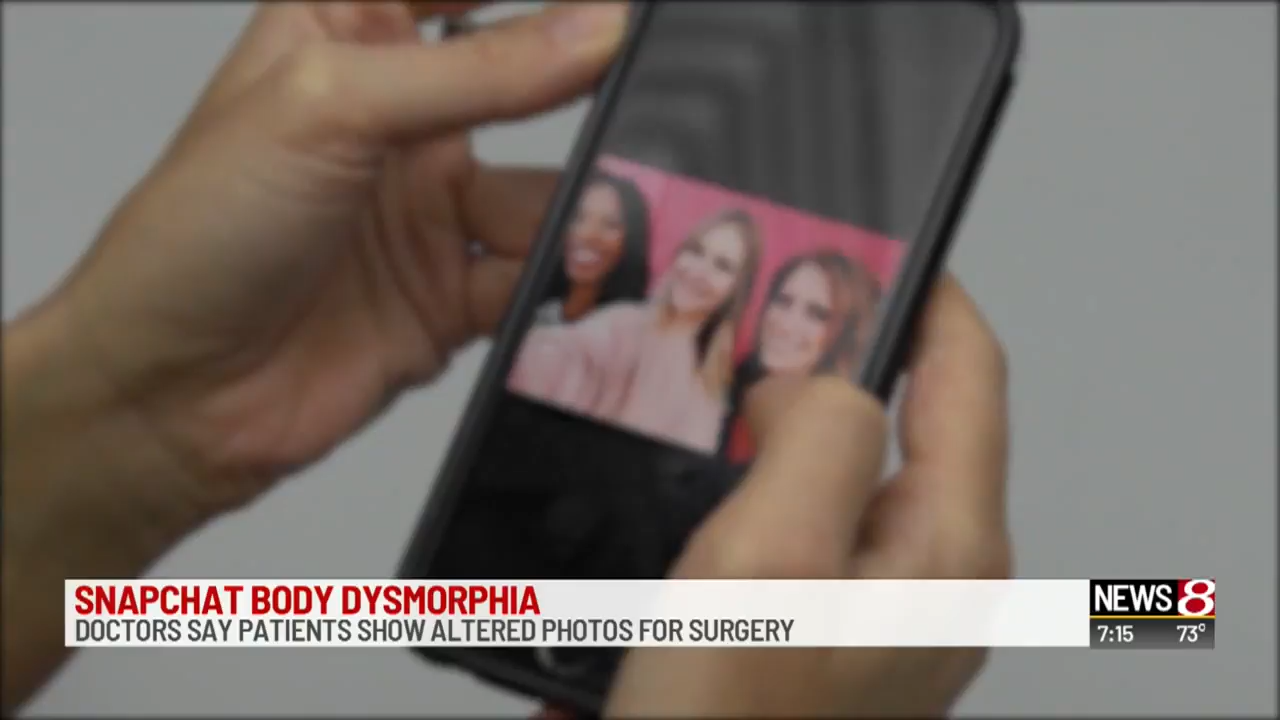 SNAPCHAT BODY DYSMORPHIA
DOCTORS SAY PATIENTS SHOW ALTERED PHOTOS FOR SURGERY
NEWS 8
7:15 73°